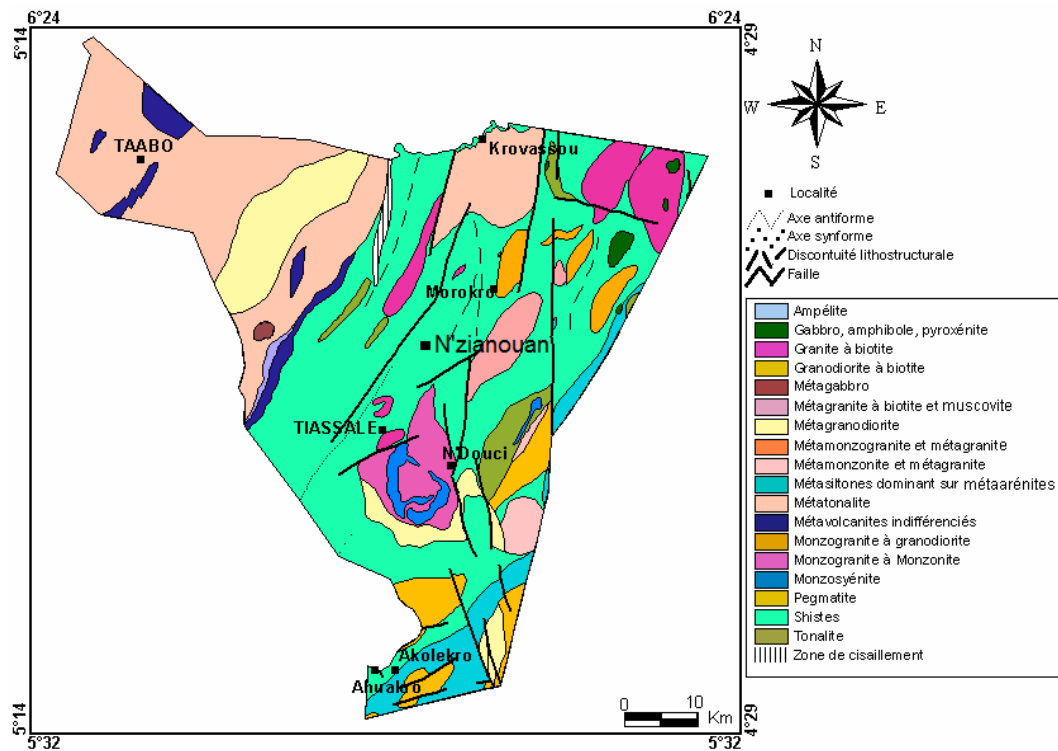 6°24
6°24
5°14
4°29
N
W
E
S
TAABO
Krovassou
Morokro
N'zianouan
TIASSALE
N'Douci
Akolekro
Ahuakro
Localité
Axe antiforme
Axe synforme
Discontuité lithostructurale
Faille
Ampélite
Gabbro, amphibole, pyroxénite
Granite à biotite
Granodiorite à biotite
Métagabbro
Métagranite à biotite et muscovite
Métagranodiorite
Métamonzogranite et métagranite
Métamonzonite et métagranite
Métasiltones dominant sur métaarénites
Métatonalite
Métavolcanites indifférenciés
Monzogranite à granodiorite
Monzogranite à Monzonite
Monzosyénite
Pegmatite
Shistes
Tonalite
Zone de cisaillement
0 10
Km
5°14
4°29
5°32
5°32